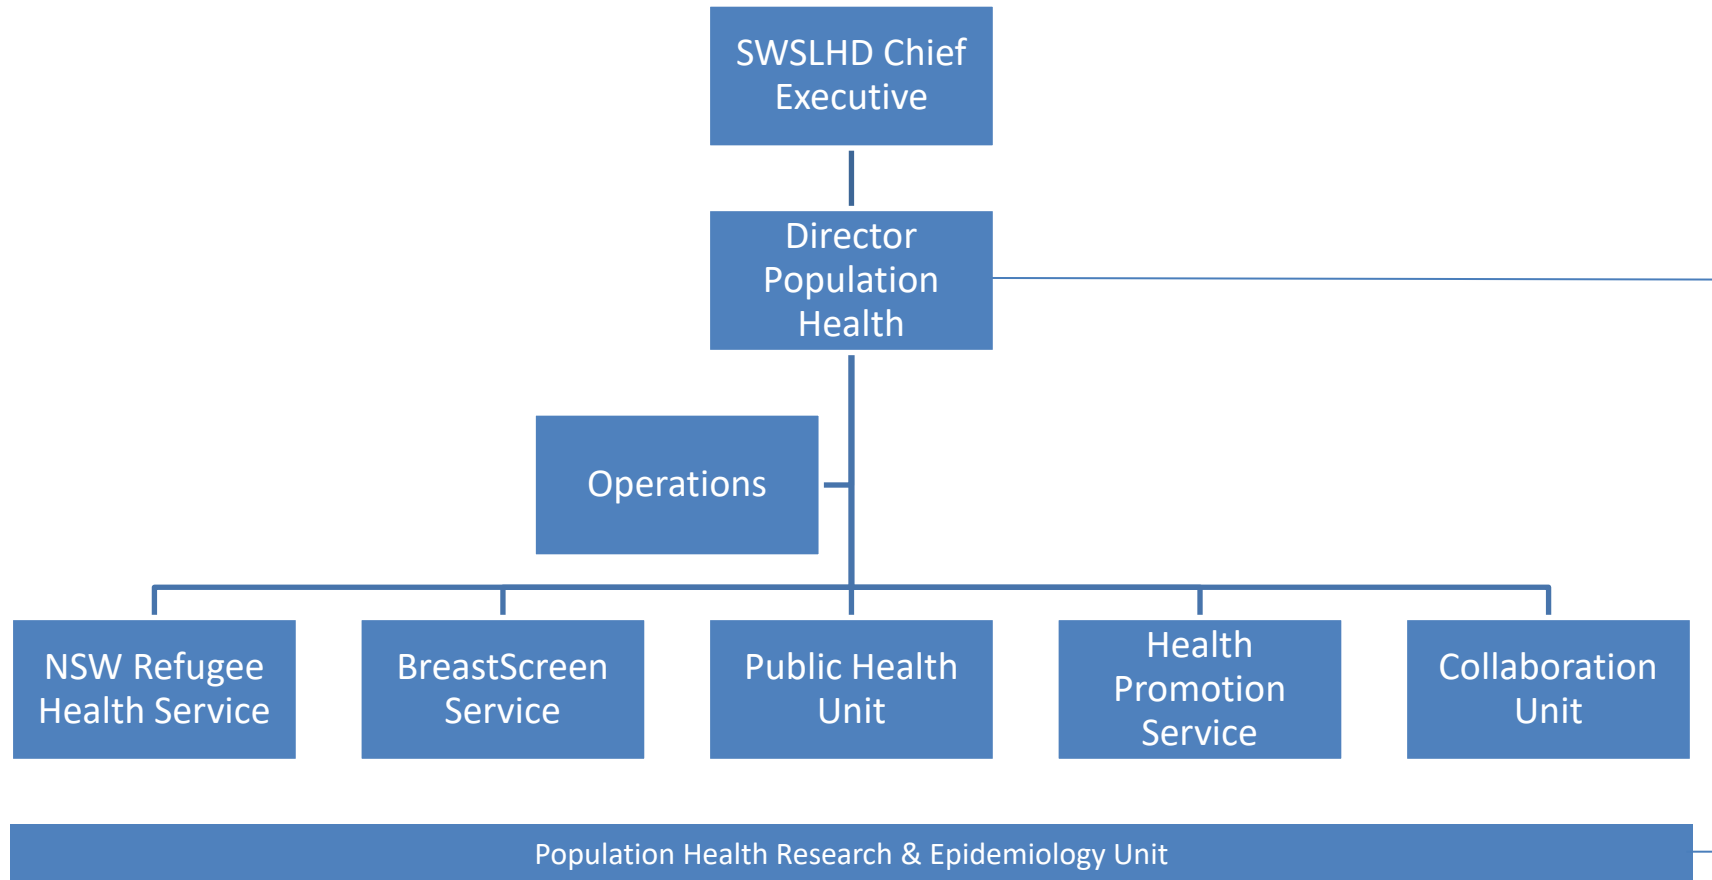 SWSLHD Chief
Executive
Director
Population
Health
Operations
NSW Refugee
Health Service
BreastScreen
Service
Public Health
Unit
Health
Promotion
Service
Collaboration
Unit
Population Health Research & Epidemiology Unit